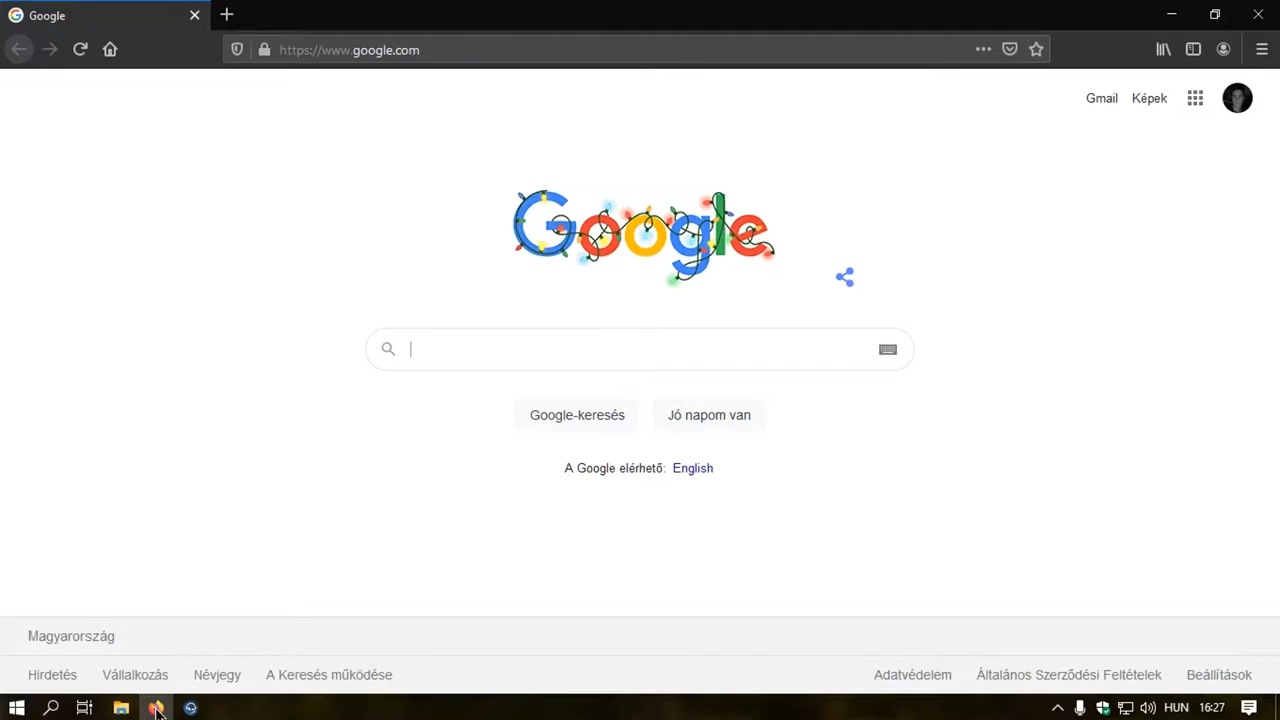 Google
https://www.google.com
Gmail Képek
Google
Google-keresés Jó napom van
A Google elérhető: English
Magyarország
Hirdetés Vállalkozás Névjegy A Keresés működése Adatvédelem Általános Szerződési Feltételek Beállítások
HUN 16:27